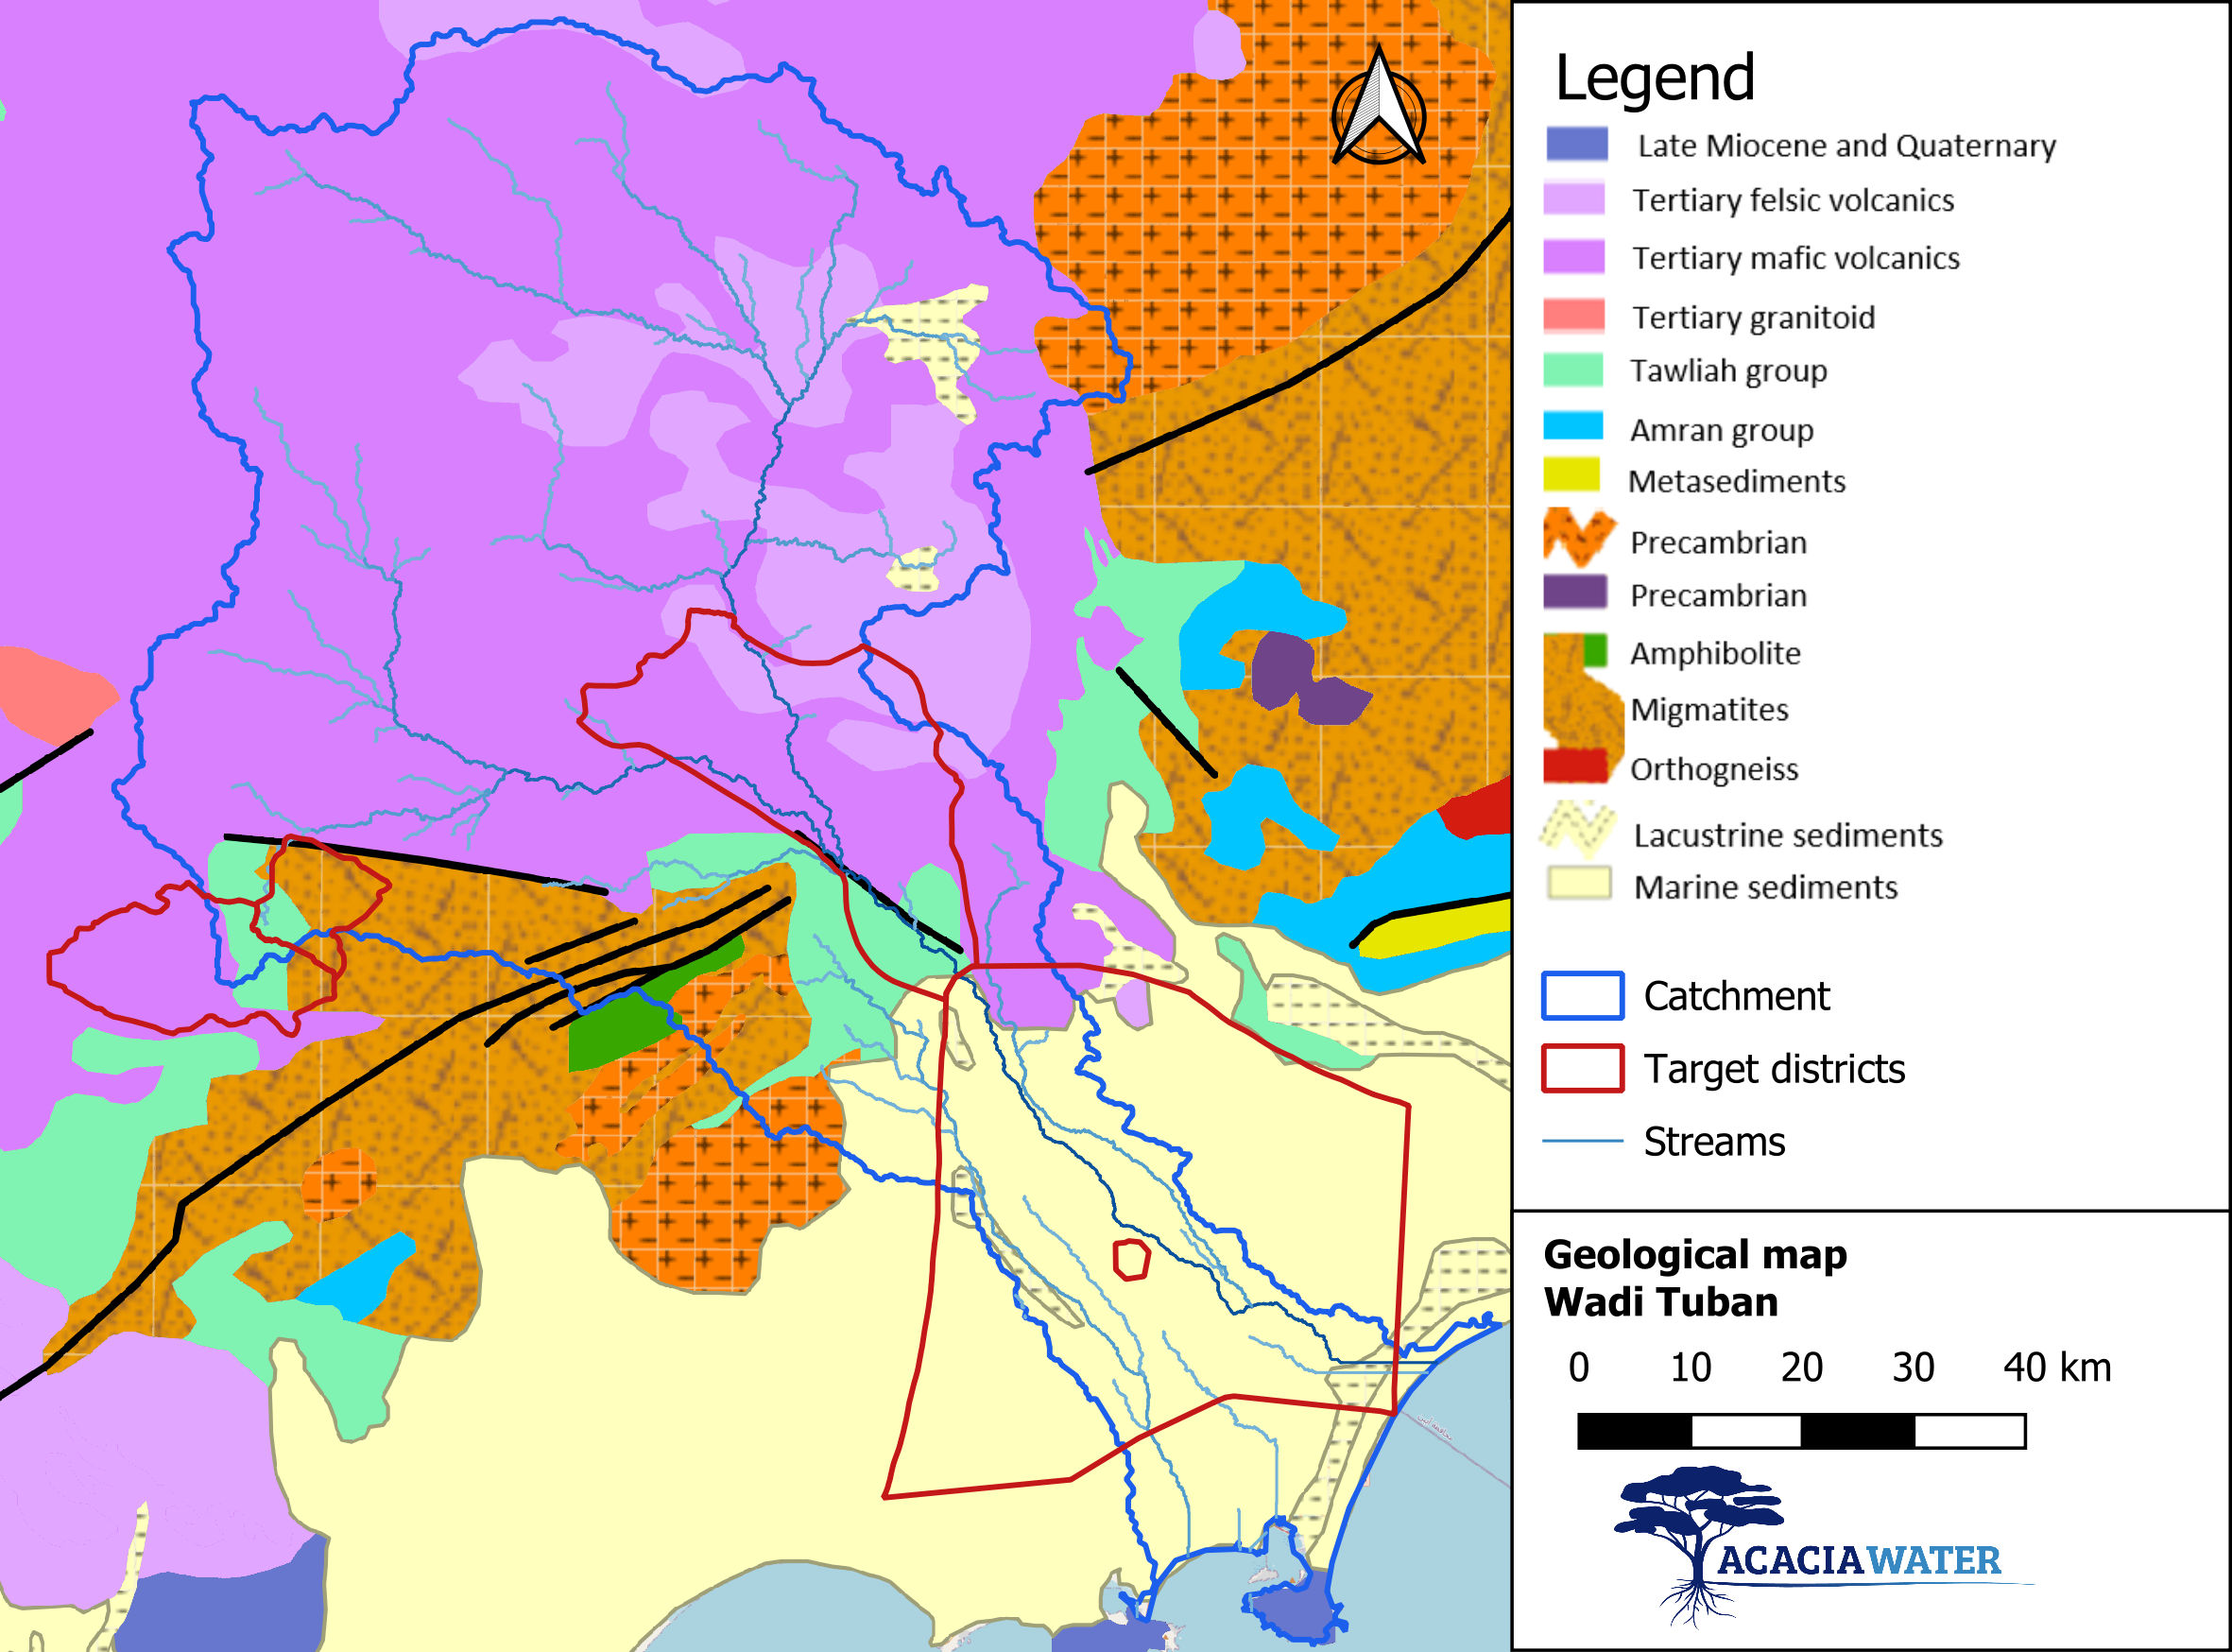 Legend
Late Miocene and Quaternary
Tertiary felsic volcanics
Tertiary mafic volcanics
Tertiary granitoid
Tawliah group
Amran group
Metasediments
Precambrian
Precambrian
Amphibolite
Migmatites
Orthogneiss
Lacustrine sediments
Marine sediments
Catchment
Target districts
Streams
Geological map
Wadi Tuban
0 10 20 30 40 km
ACACIAWATER